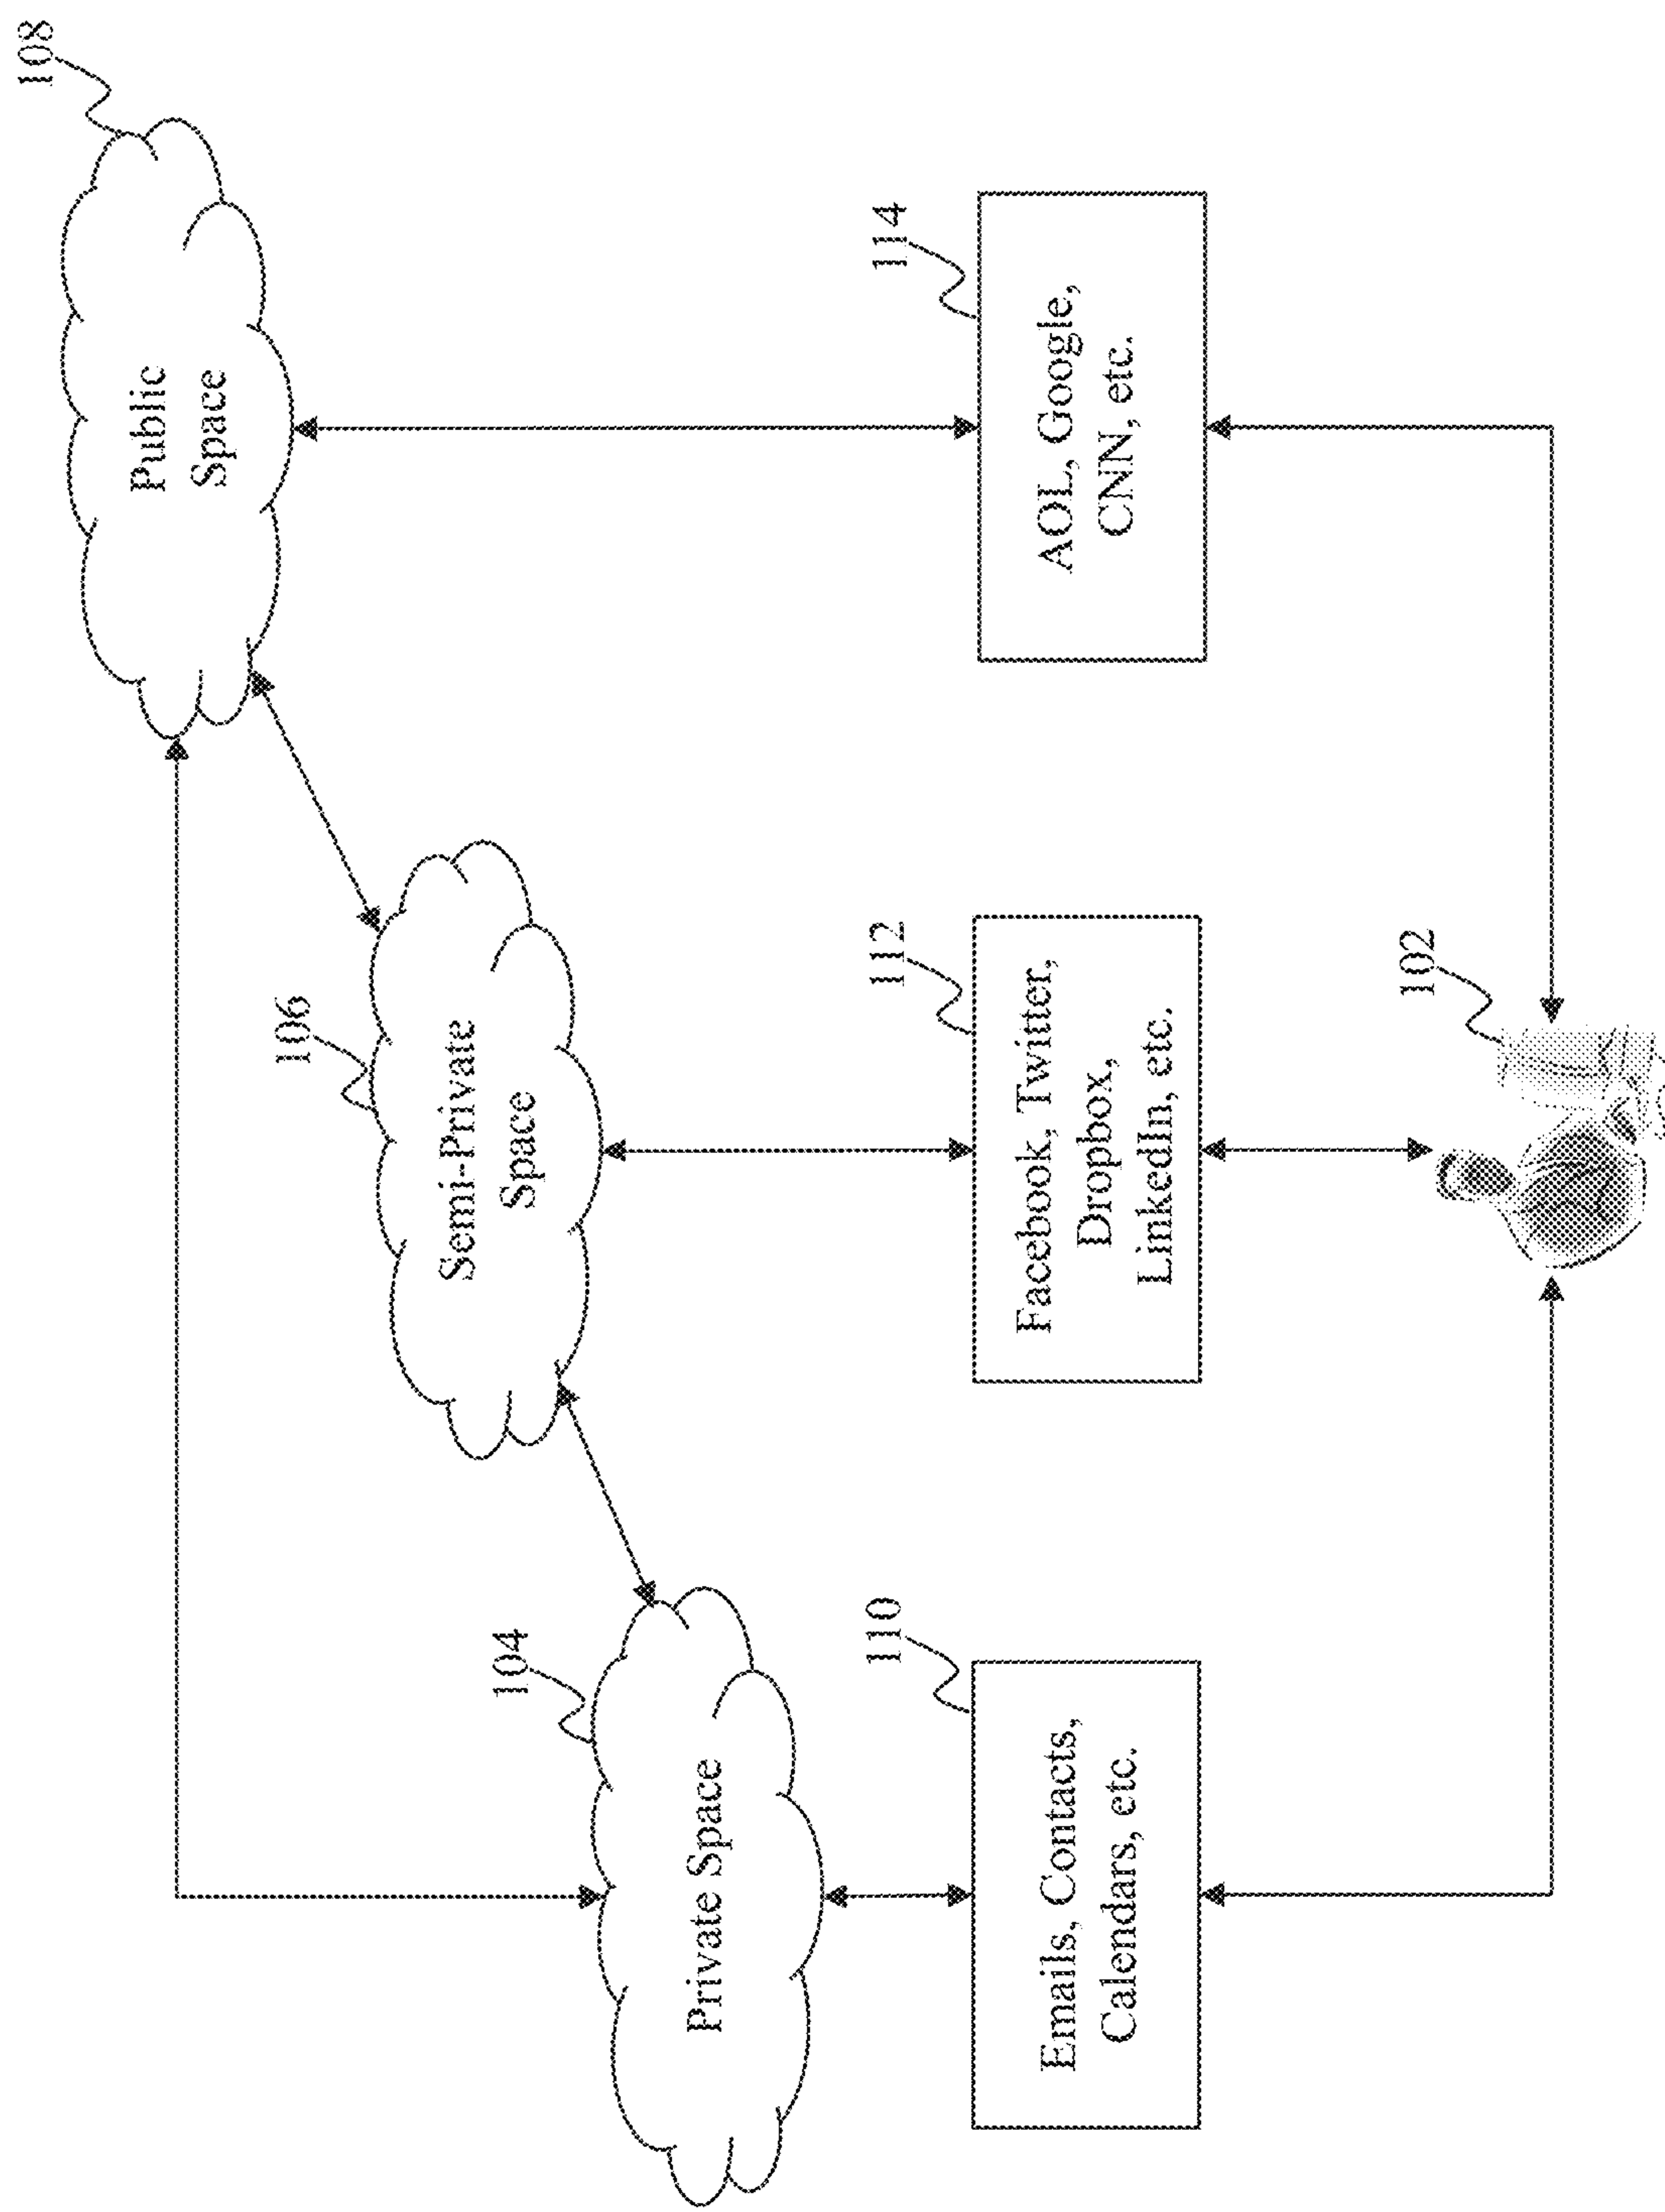 108
Public
Space
106
Semi-Private
Space
104
Private Space
110
Emails, Contacts,
Calendars, etc.
112
Facebook, Twitter,
Dropbox,
LinkedIn, etc.
114
AOL, Google,
CNN, etc.
102